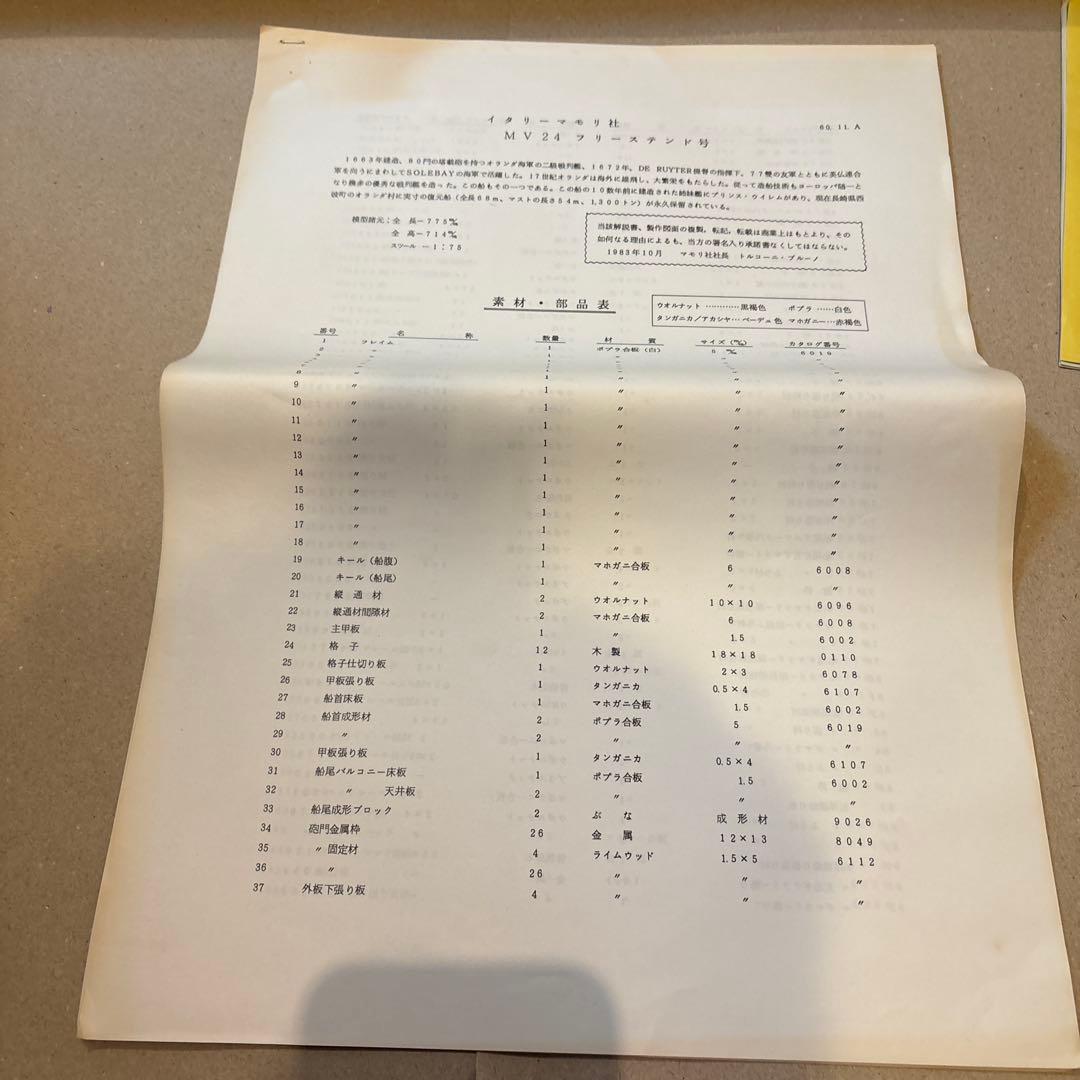 イタリーマモリ社
60.11.A
MV24 フリーステンド号
1663年建造、80門の塔載砲を持つオランダ海軍の二級戦列艦、1672年、DE RUYTER提督の指揮下、77雙の友軍とともに英仏連合
軍を向うにまわしてSOLEBAYの海軍で活躍した。17世紀オランダは海外に雄飛し、大繁栄をもたらした。従って造船技術もヨーロッパ随一と
なり幾多の優秀な戦列艦を造った。この船もその一つである。この船の10数年前に建造された姉妹艦にプリンス・ウイレムがあり、現在長崎県西
彼町のオランダ村に実寸の復元船(全長68m、マストの長さ54m、1,300トン)が永久保留されている。
模型諸元:全 長-775㎜
全 高-714㎜
スツール-1:75
当該解説書、製作図面の複製，転記，転載は商業上はもとより、その
如何なる理由によるも、当方の署名入り承諾書なくしてはならない。
1983年10月 マモリ社社長 トルコーニ・ブルーノ
素材・部品表
ウオルナット …………黒褐色 ポプラ ……白色
タンガニカ/アカシヤ…ベーデュ色 マホガニー…赤褐色
番号 名 称 数量 材 質 サイズ(㎜) カタログ番号
1 フレイム 1 ポプラ合板(白) 5 ㎜ 6019
2 〃
8
9 〃 1 〃 〃 〃
10 〃 1 〃 〃 〃
11 〃 1 〃 〃 〃
12 〃 1 〃 〃 〃
13 〃 1 〃 〃 〃
14 〃 1 〃 〃 〃
15 〃 1 〃 〃 〃
16 〃 1 〃 〃 〃
17 〃 1 〃 〃 〃
18 〃 1 〃 〃 〃
19 キール(船腹) 1 マホガニ合板 6 6008
20 キール(船尾) 1 〃 〃 〃
21 縦通材 2 ウオルナット 10×10 6096
22 縦通材間隙材 2 マホガニ合板 6 6008
23 主甲板 1 〃 1.5 6002
24 格子 12 木製 18×18 0110
25 格子仕切り板 1 ウオルナット 2×3 6078
26 甲板張り板 1 タンガニカ 0.5×4 6107
27 船首床板 1 マホガニ合板 1.5 6002
28 船首成形材 2 ポプラ合板 5 6019
29 〃 2 〃 〃 〃
30 甲板張り板 1 タンガニカ 0.5×4 6107
31 船尾バルコニー床板 1 ポプラ合板 1.5 6002
32 〃 天井板 2 〃 〃 〃
33 船尾成形ブロック 2 ぶな 成形材 9026
34 砲門金属枠 26 金属 12×13 8049
35 〃固定材 4 ライムウッド 1.5×5 6112
36 〃 26 〃 〃 〃
37 外板下張り板 4 〃 〃 〃